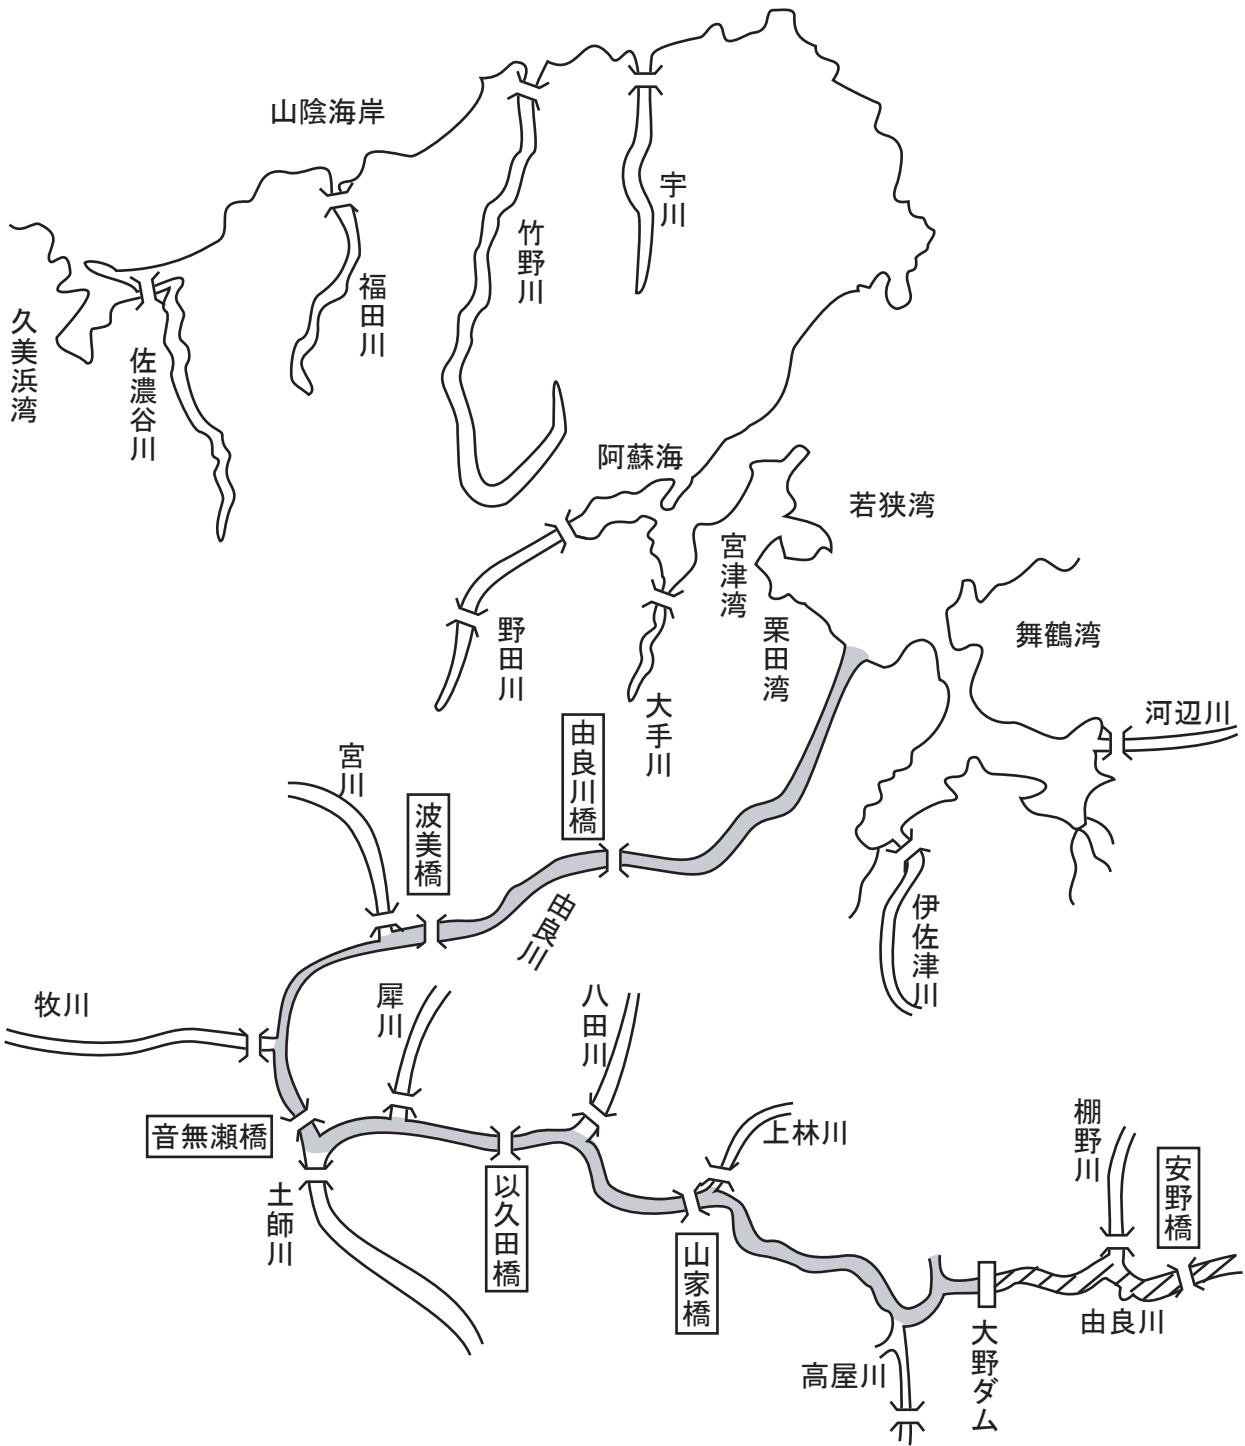 山陰海岸
宇川
竹野川
福田川
久美浜湾
佐濃谷川
阿蘇海
若狭湾
宮津湾
栗田湾
野田川
大手川
舞鶴湾
河辺川
宮川
波美橋
由良川橋
由良川
伊佐津川
牧川
犀川
八田川
音無瀬橋
土師川
以久田橋
上林川
山家橋
棚野川
安野橋
由良川
大野ダム
高屋川